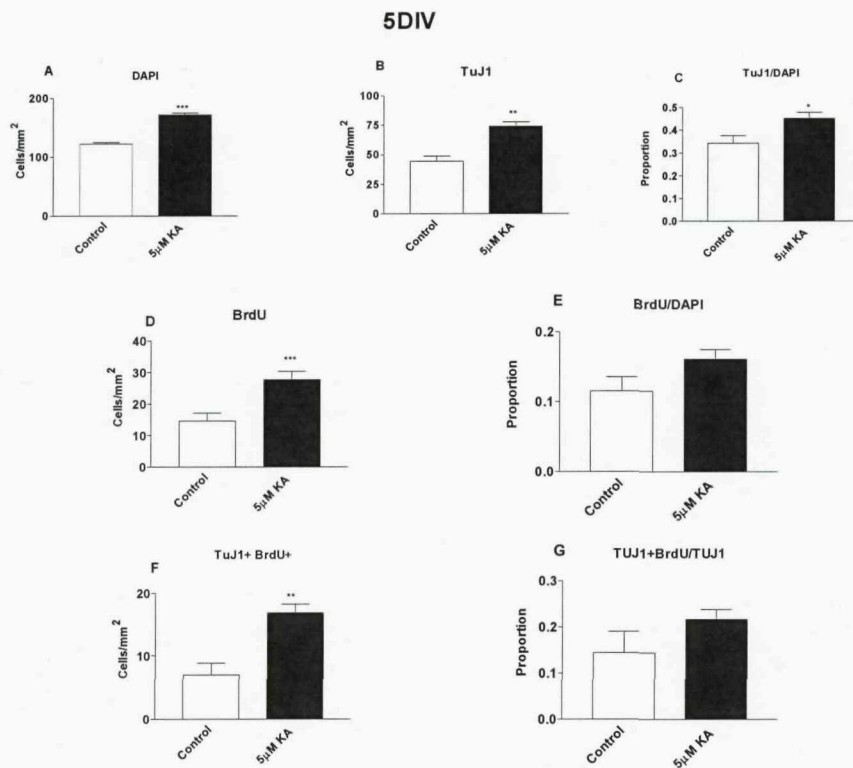 5DIV
A
DAPI
Cells/mm²
200
100
0
***
Control
5µM KA
B
TuJ1
Cells/mm²
100
75
50
25
0
**
Control
5µM KA
C
TuJ1/DAPI
Proportion
0.5
0.4
0.3
0.2
0.1
0.0
*
Control
5µM KA
D
BrdU
Cells/mm²
40
30
20
10
0
***
Control
5µM KA
E
BrdU/DAPI
Proportion
0.2
0.1
0.0
Control
5µM KA
F
TuJ1+ BrdU+
Cells/mm²
20
10
0
**
Control
5µM KA
G
TUJ1+BrdU/TUJ1
Proportion
0.3
0.2
0.1
0.0
Control
5µM KA